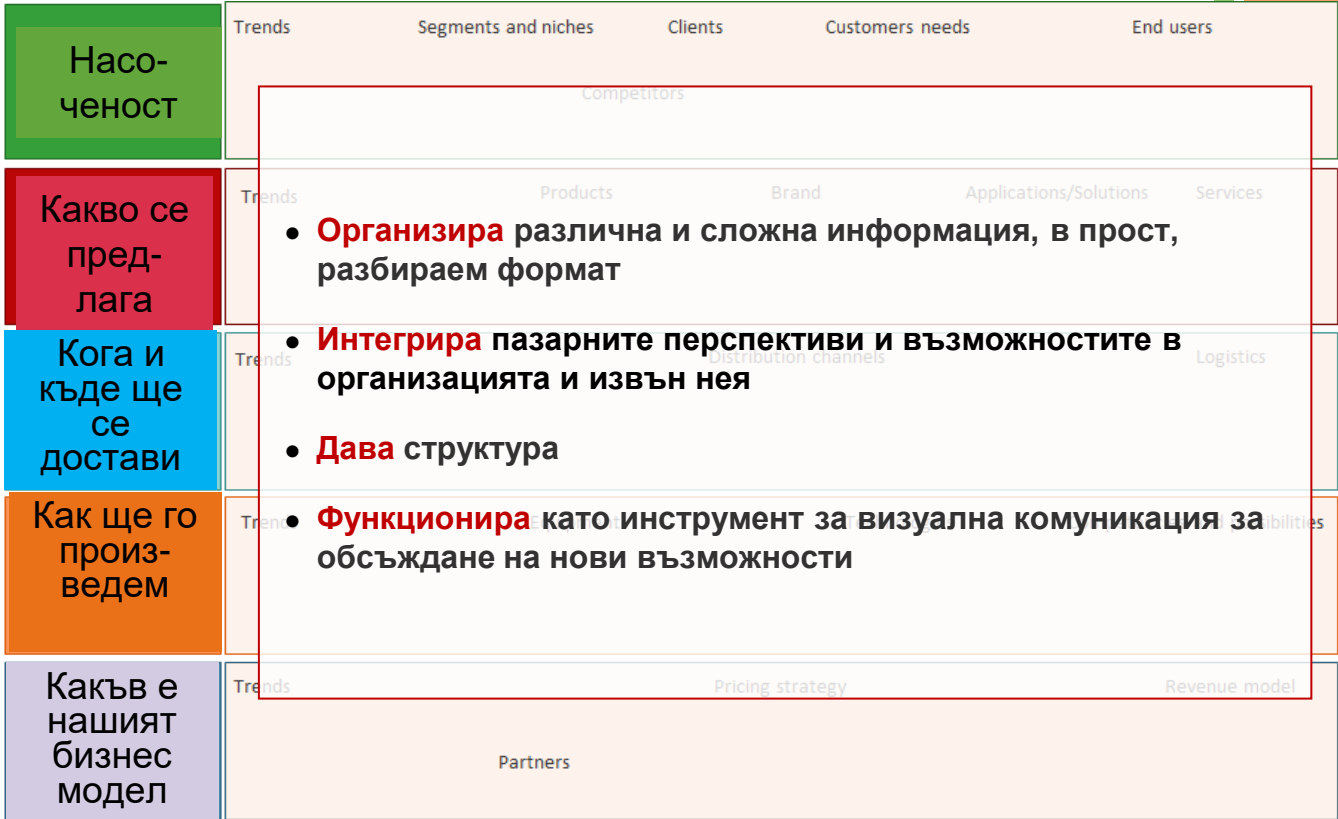 Насо-
ченост
Trends Segments and niches Clients Customers needs End users
Competitors
Какво се
пред-
лага
Trends Products Brand Applications/Solutions Services
• Организира различна и сложна информация, в прост,
разбираем формат
Кога и
къде ще
се
достави
Trends Distribution channels Logistics
• Интегрира пазарните перспективи и възможностите в
организацията и извън нея
• Дава структура
Как ще го
произ-
ведем
Trends
• Функционира като инструмент за визуална комуникация за
обсъждане на нови възможности
Какъв е
нашият
бизнес
модел
Trends Pricing strategy Revenue model
Partners